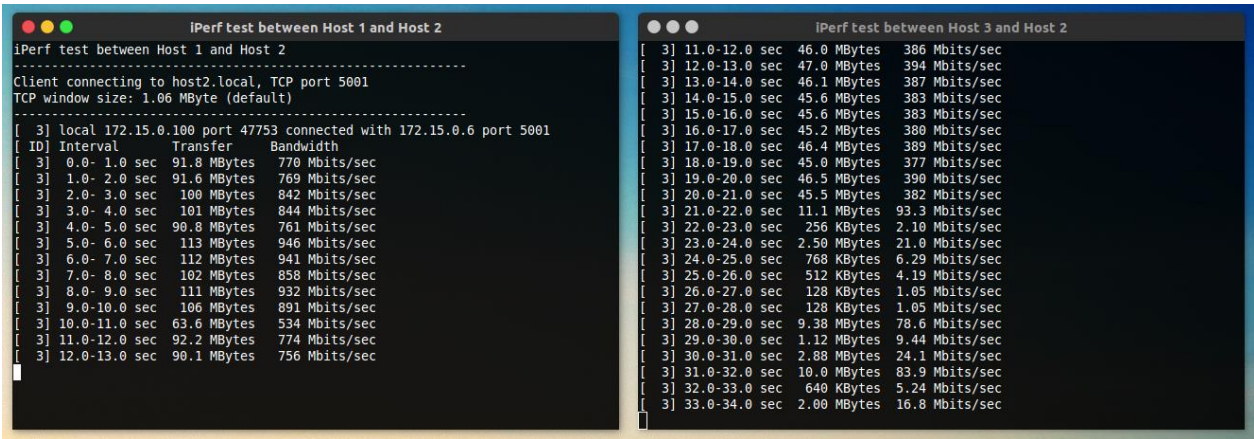 iPerf test between Host 1 and Host 2
iPerf test between Host 1 and Host 2
------------------------------------------------------------
Client connecting to host2.local, TCP port 5001
TCP window size: 1.06 MByte (default)
------------------------------------------------------------
[  3] local 172.15.0.100 port 47753 connected with 172.15.0.6 port 5001
[ ID] Interval       Transfer     Bandwidth
[  3]  0.0- 1.0 sec  91.8 MBytes   770 Mbits/sec
[  3]  1.0- 2.0 sec  91.6 MBytes   769 Mbits/sec
[  3]  2.0- 3.0 sec   100 MBytes   842 Mbits/sec
[  3]  3.0- 4.0 sec   101 MBytes   844 Mbits/sec
[  3]  4.0- 5.0 sec  90.8 MBytes   761 Mbits/sec
[  3]  5.0- 6.0 sec   113 MBytes   946 Mbits/sec
[  3]  6.0- 7.0 sec   112 MBytes   941 Mbits/sec
[  3]  7.0- 8.0 sec   102 MBytes   858 Mbits/sec
[  3]  8.0- 9.0 sec   111 MBytes   932 Mbits/sec
[  3]  9.0-10.0 sec   106 MBytes   891 Mbits/sec
[  3] 10.0-11.0 sec  63.6 MBytes   534 Mbits/sec
[  3] 11.0-12.0 sec  92.2 MBytes   774 Mbits/sec
[  3] 12.0-13.0 sec  90.1 MBytes   756 Mbits/sec
iPerf test between Host 3 and Host 2
[  3] 11.0-12.0 sec  46.0 MBytes   386 Mbits/sec
[  3] 12.0-13.0 sec  47.0 MBytes   394 Mbits/sec
[  3] 13.0-14.0 sec  46.1 MBytes   387 Mbits/sec
[  3] 14.0-15.0 sec  45.6 MBytes   383 Mbits/sec
[  3] 15.0-16.0 sec  45.6 MBytes   383 Mbits/sec
[  3] 16.0-17.0 sec  45.2 MBytes   380 Mbits/sec
[  3] 17.0-18.0 sec  46.4 MBytes   389 Mbits/sec
[  3] 18.0-19.0 sec  45.0 MBytes   377 Mbits/sec
[  3] 19.0-20.0 sec  46.5 MBytes   390 Mbits/sec
[  3] 20.0-21.0 sec  45.5 MBytes   382 Mbits/sec
[  3] 21.0-22.0 sec  11.1 MBytes  93.3 Mbits/sec
[  3] 22.0-23.0 sec   256 KBytes  2.10 Mbits/sec
[  3] 23.0-24.0 sec  2.50 MBytes  21.0 Mbits/sec
[  3] 24.0-25.0 sec   768 KBytes  6.29 Mbits/sec
[  3] 25.0-26.0 sec   512 KBytes  4.19 Mbits/sec
[  3] 26.0-27.0 sec   128 KBytes  1.05 Mbits/sec
[  3] 27.0-28.0 sec   128 KBytes  1.05 Mbits/sec
[  3] 28.0-29.0 sec  9.38 MBytes  78.6 Mbits/sec
[  3] 29.0-30.0 sec  1.12 MBytes  9.44 Mbits/sec
[  3] 30.0-31.0 sec  2.88 MBytes  24.1 Mbits/sec
[  3] 31.0-32.0 sec  10.0 MBytes  83.9 Mbits/sec
[  3] 32.0-33.0 sec   640 KBytes  5.24 Mbits/sec
[  3] 33.0-34.0 sec  2.00 MBytes  16.8 Mbits/sec